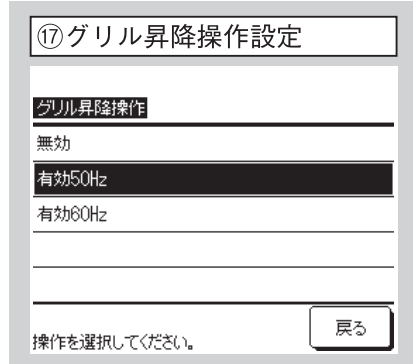 ⑰グリル昇降操作設定
グリル昇降操作
無効
有効50Hz
有効60Hz
操作を選択してください。
戻る